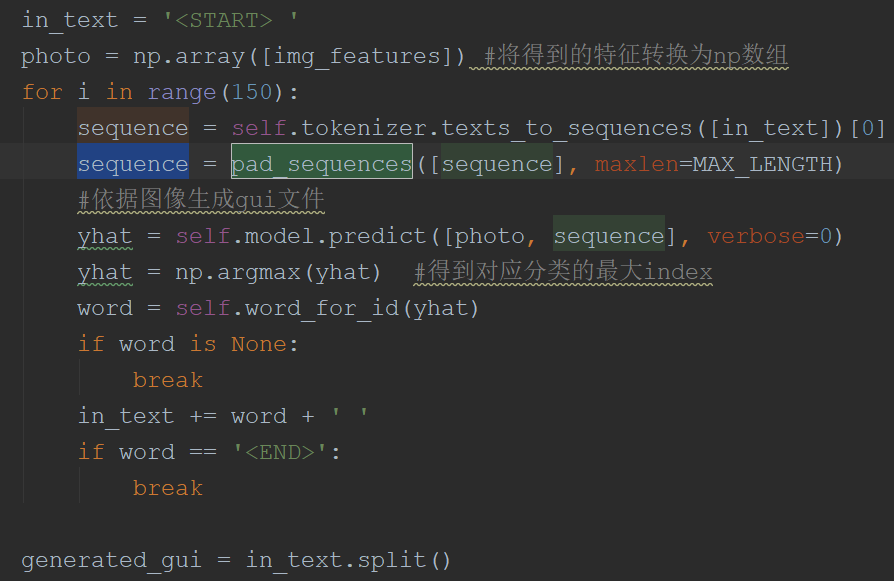 in_text = '<START> '
photo = np.array([img_features]) #将得到的特征转换为np数组
for i in range(150):
    sequence = self.tokenizer.texts_to_sequences([in_text])[0]
    sequence = pad_sequences([sequence], maxlen=MAX_LENGTH)
    #依据图像生成gui文件
    yhat = self.model.predict([photo, sequence], verbose=0)
    yhat = np.argmax(yhat)  #得到对应分类的最大index
    word = self.word_for_id(yhat)
    if word is None:
        break
    in_text += word + ' '
    if word == '<END>':
        break
generated_gui = in_text.split()